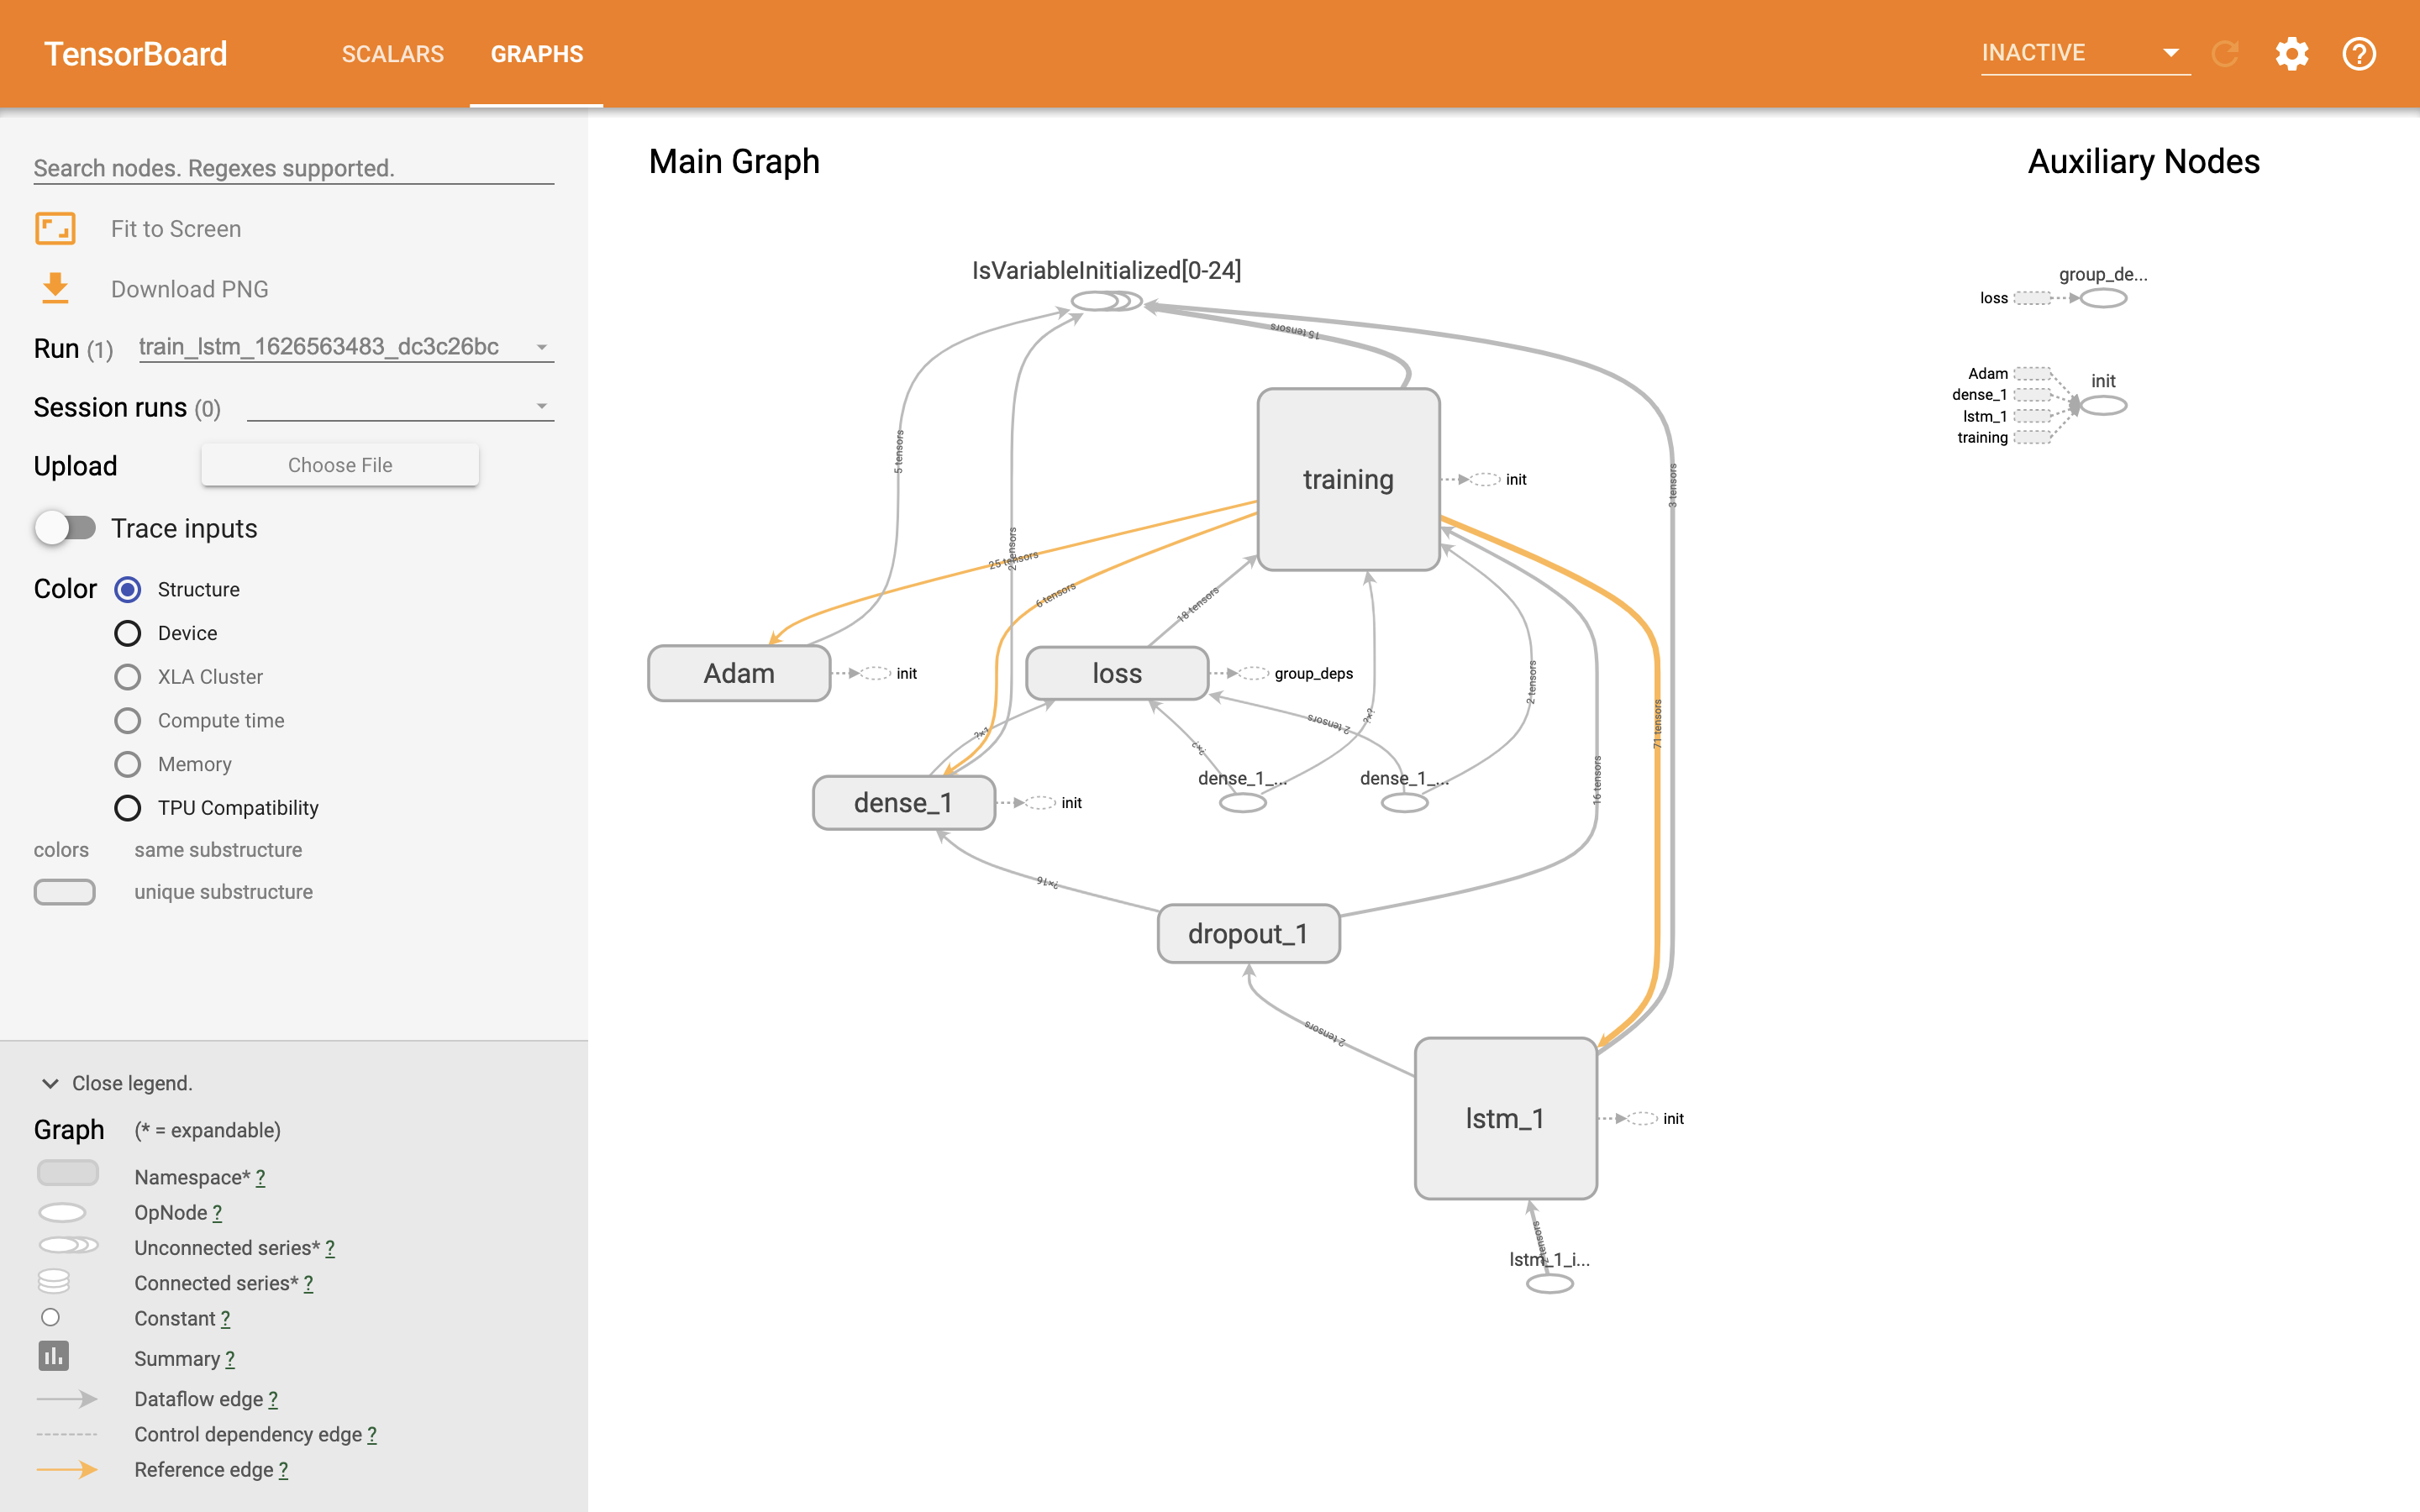 TensorBoard
SCALARS
GRAPHS
INACTIVE
Search nodes. Regexes supported.
Fit to Screen
Download PNG
Run (1) train_lstm_1626563483_dc3c26bc
Session runs (0)
Upload
Choose File
Trace inputs
Color
Structure
Device
XLA Cluster
Compute time
Memory
TPU Compatibility
colors same substructure
unique substructure
Close legend.
Graph (* = expandable)
Namespace* ?
OpNode ?
Unconnected series* ?
Connected series* ?
Constant ?
Summary ?
Dataflow edge ?
Control dependency edge ?
Reference edge ?
Main Graph
IsVariableInitialized[0-24]
15 tensors
5 tensors
3 tensors
training
init
2 tensors
25 tensors
6 tensors
18 tensors
Adam
init
loss
group_deps
2 tensors
71 tensors
?×1
?×?
2 tensors
?×?
dense_1
init
dense_1_...
dense_1_...
16 tensors
?×16
dropout_1
2 tensors
lstm_1
init
2 tensors
lstm_1_i...
Auxiliary Nodes
group_de...
loss
Adam
init
dense_1
lstm_1
training